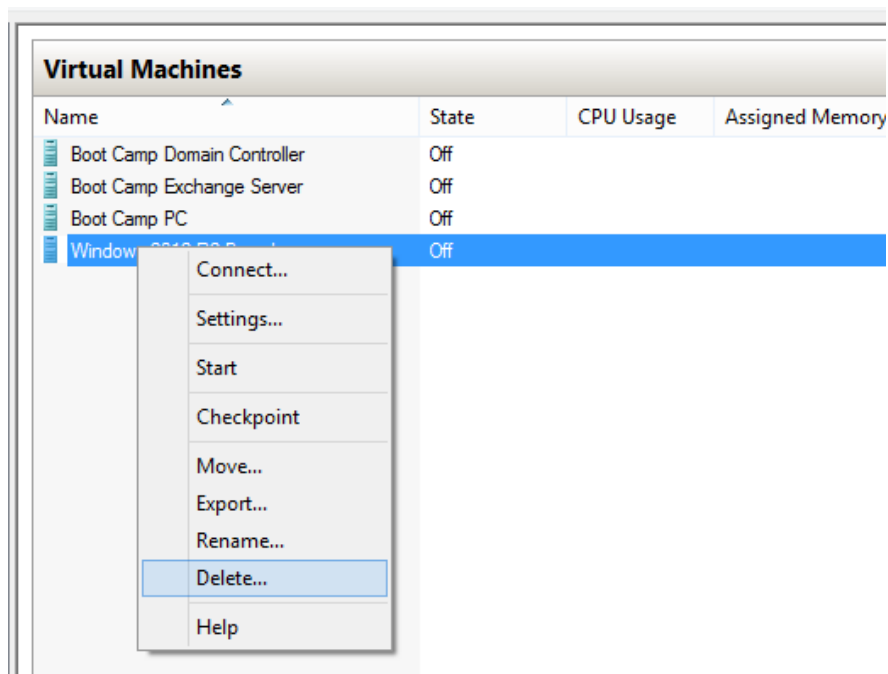 Virtual Machines
Name State CPU Usage Assigned Memory
Boot Camp Domain Controller Off
Boot Camp Exchange Server Off
Boot Camp PC Off
Off
Connect...
Settings...
Start
Checkpoint
Move...
Export...
Rename...
Delete...
Help